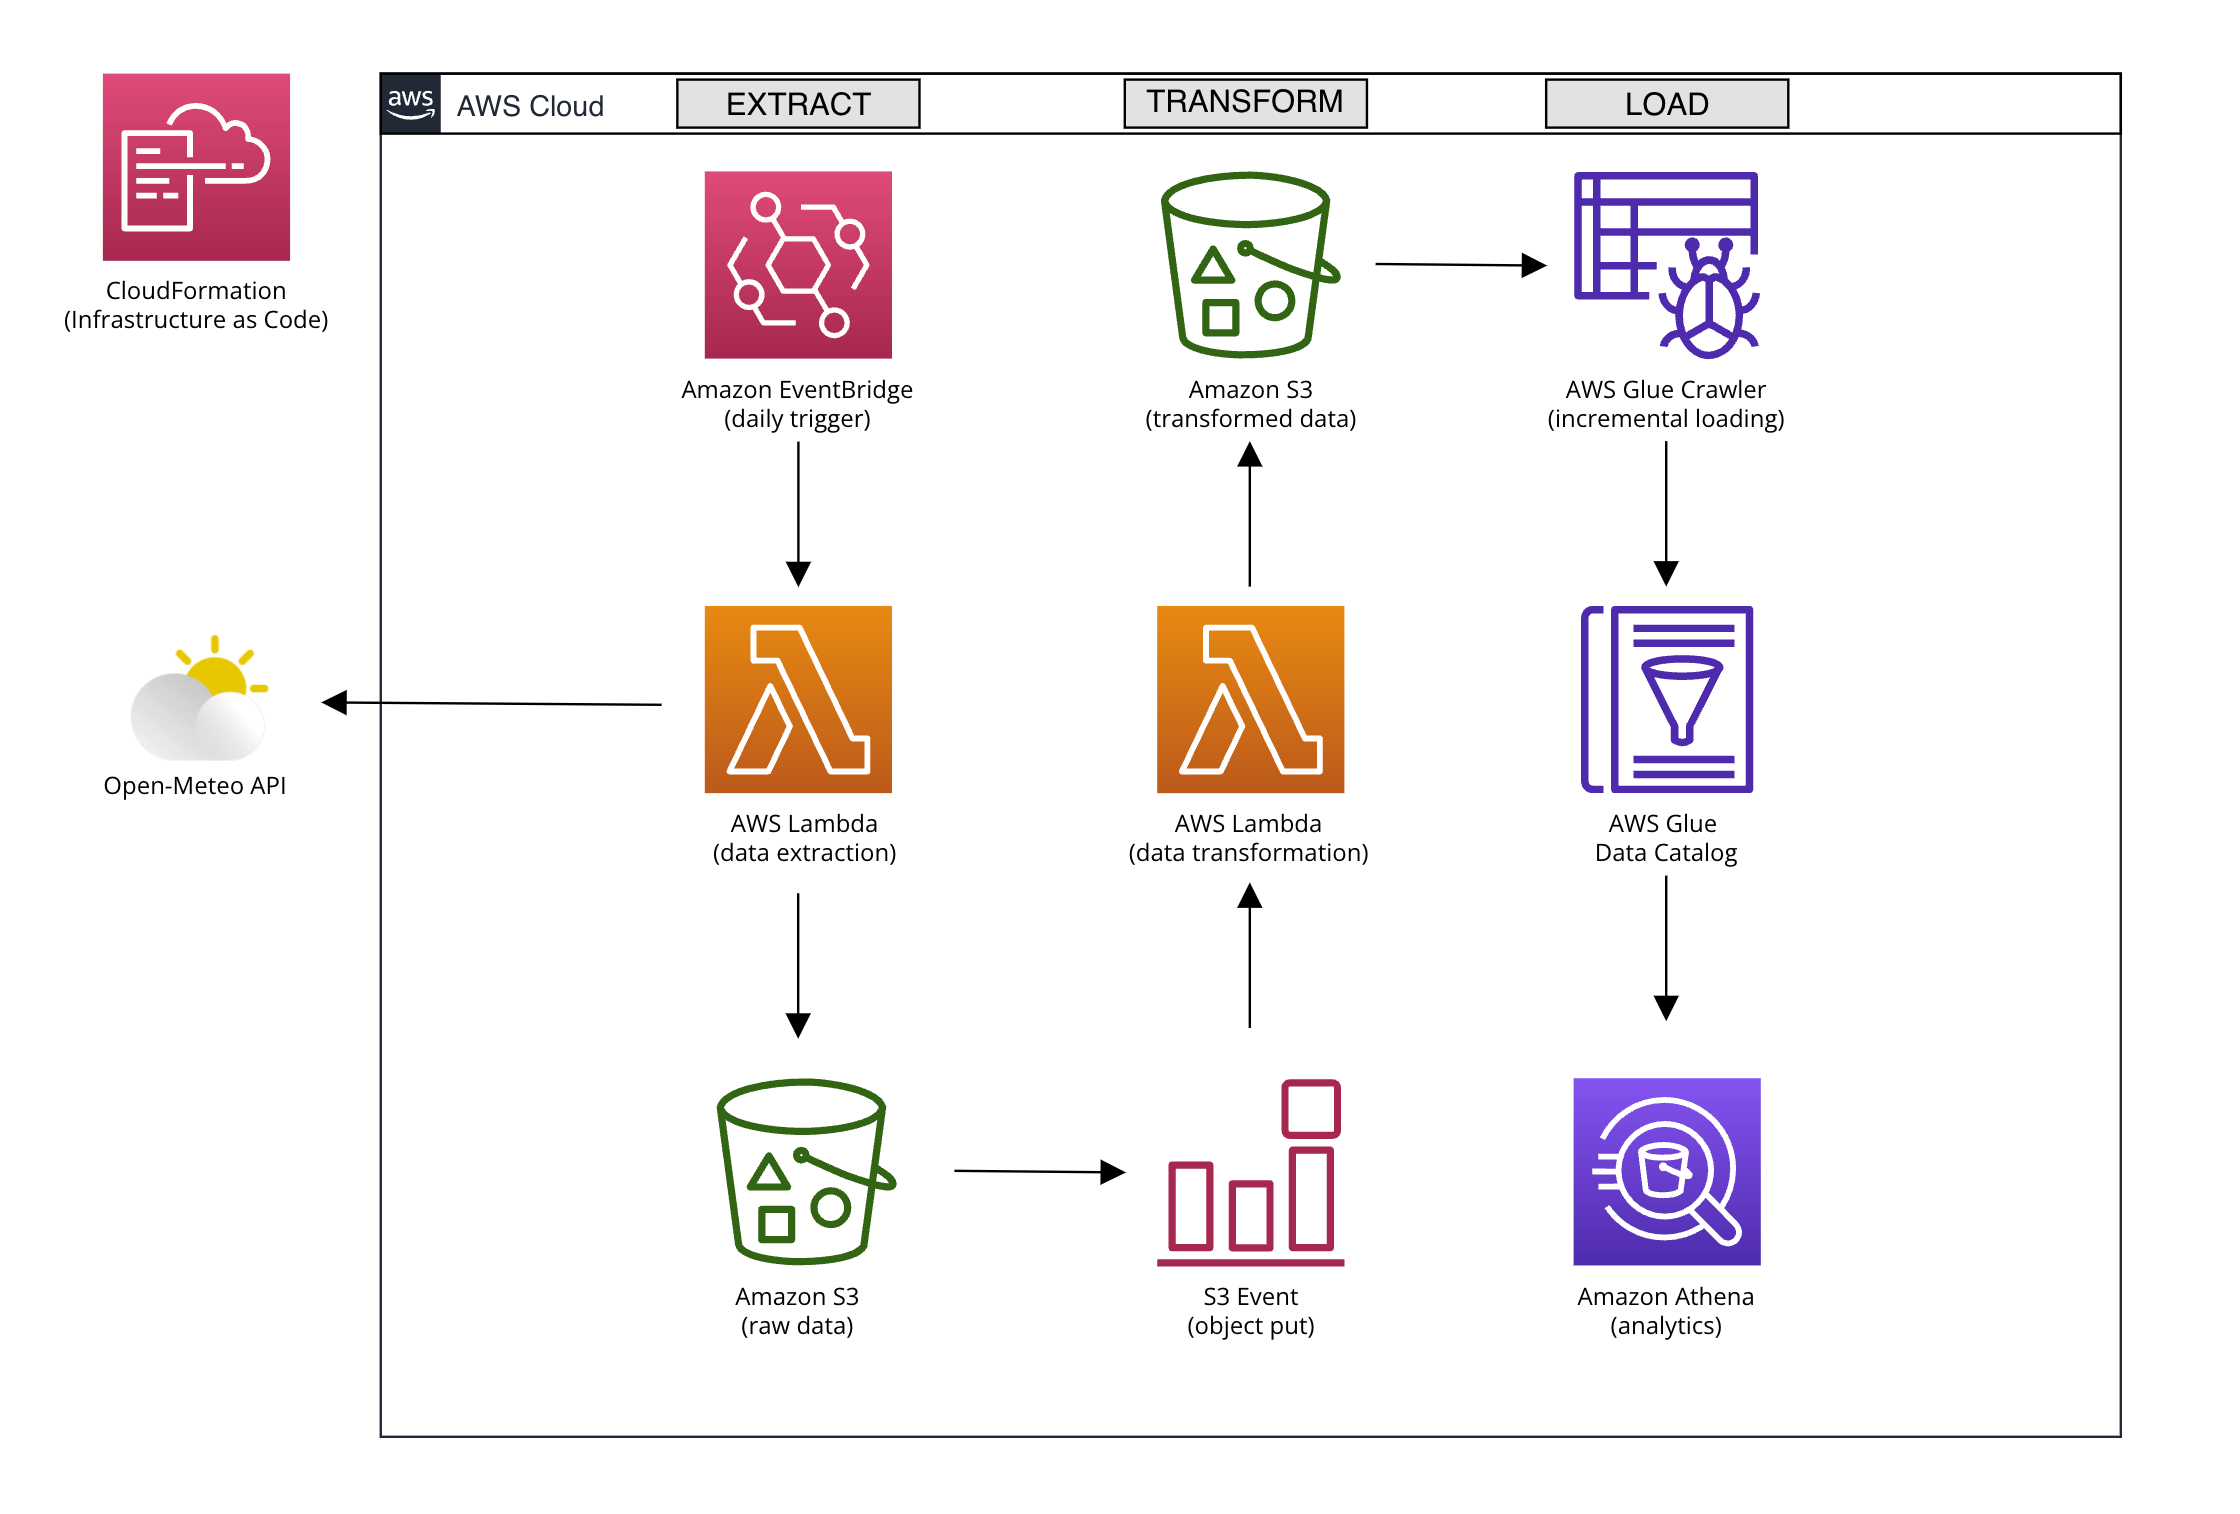 aws
AWS Cloud
EXTRACT
TRANSFORM
LOAD
CloudFormation
(Infrastructure as Code)
Amazon EventBridge
(daily trigger)
Amazon S3
(transformed data)
AWS Glue Crawler
(incremental loading)
Open-Meteo API
AWS Lambda
(data extraction)
AWS Lambda
(data transformation)
AWS Glue
Data Catalog
Amazon S3
(raw data)
S3 Event
(object put)
Amazon Athena
(analytics)